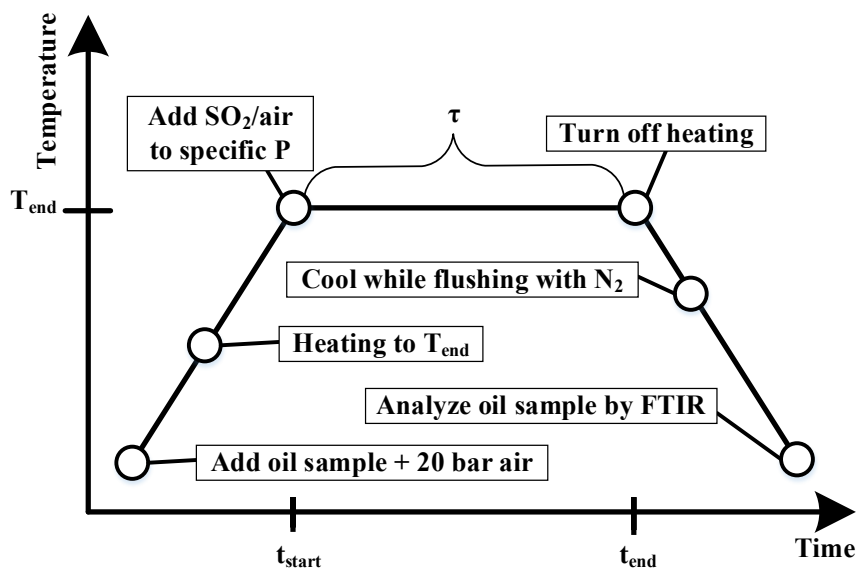 Temperature
Add SO₂/air
to specific P
τ
Turn off heating
T_end
Cool while flushing with N₂
Heating to T_end
Analyze oil sample by FTIR
Add oil sample + 20 bar air
t_start
t_end
Time